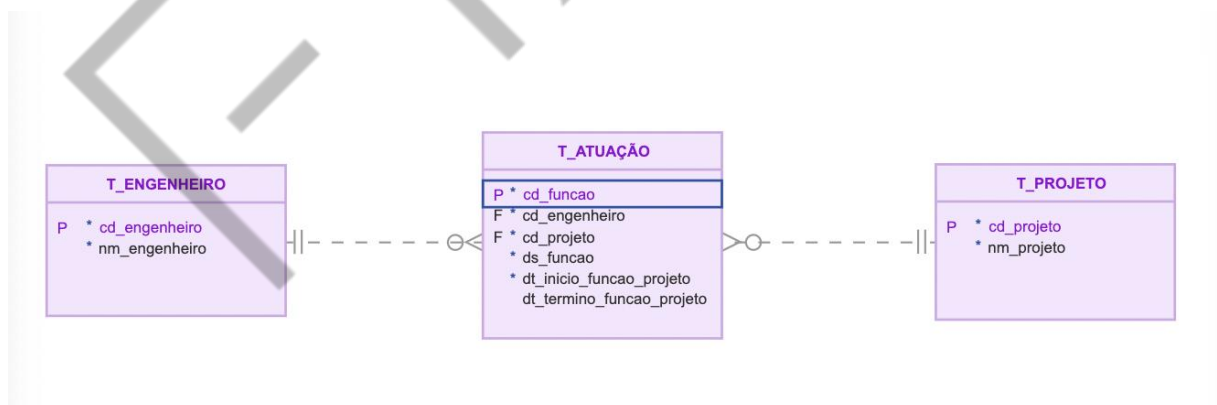 T_ENGENHEIRO
P * cd_engenheiro
* nm_engenheiro
T_ATUAÇÃO
P * cd_funcao
F * cd_engenheiro
F * cd_projeto
* ds_funcao
* dt_inicio_funcao_projeto
dt_termino_funcao_projeto
T_PROJETO
P * cd_projeto
* nm_projeto